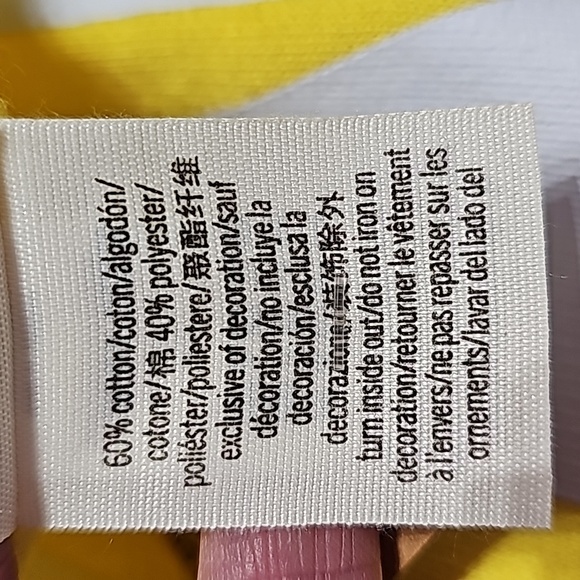 60% cotton/coton/algodón/
cotone/棉 40% polyester/
poliéster/poliestere/聚酯纤维
exclusive of decoration/sauf
décoration/no incluye la
decoración/esclusa la
decorazione/装饰除外
turn inside out/do not iron on
decoration/retourner le vêtement
à l'envers/ne pas repasser sur les
ornements/lavar del lado del